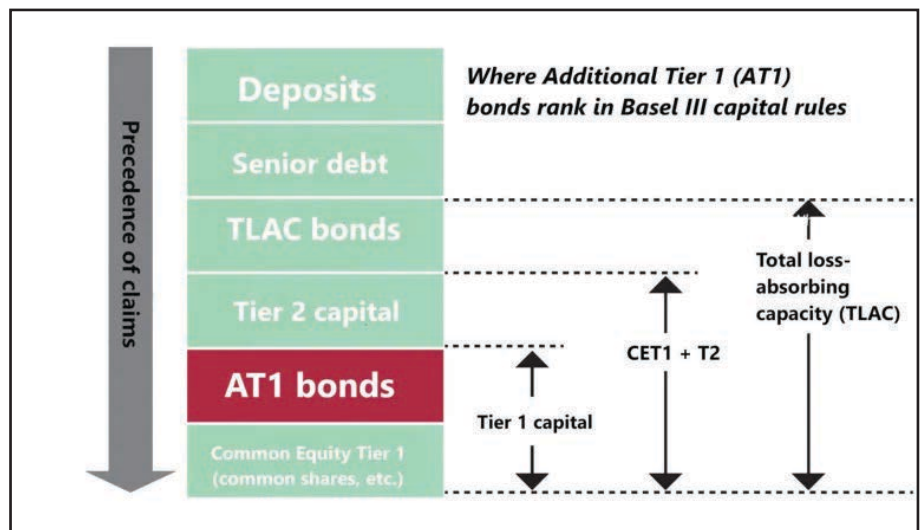 Where Additional Tier 1 (AT1)
bonds rank in Basel III capital rules
Precedence of claims
Deposits
Senior debt
TLAC bonds
Tier 2 capital
AT1 bonds
Common Equity Tier 1
(common shares, etc.)
Tier 1 capital
CET1 + T2
Total loss-
absorbing
capacity (TLAC)